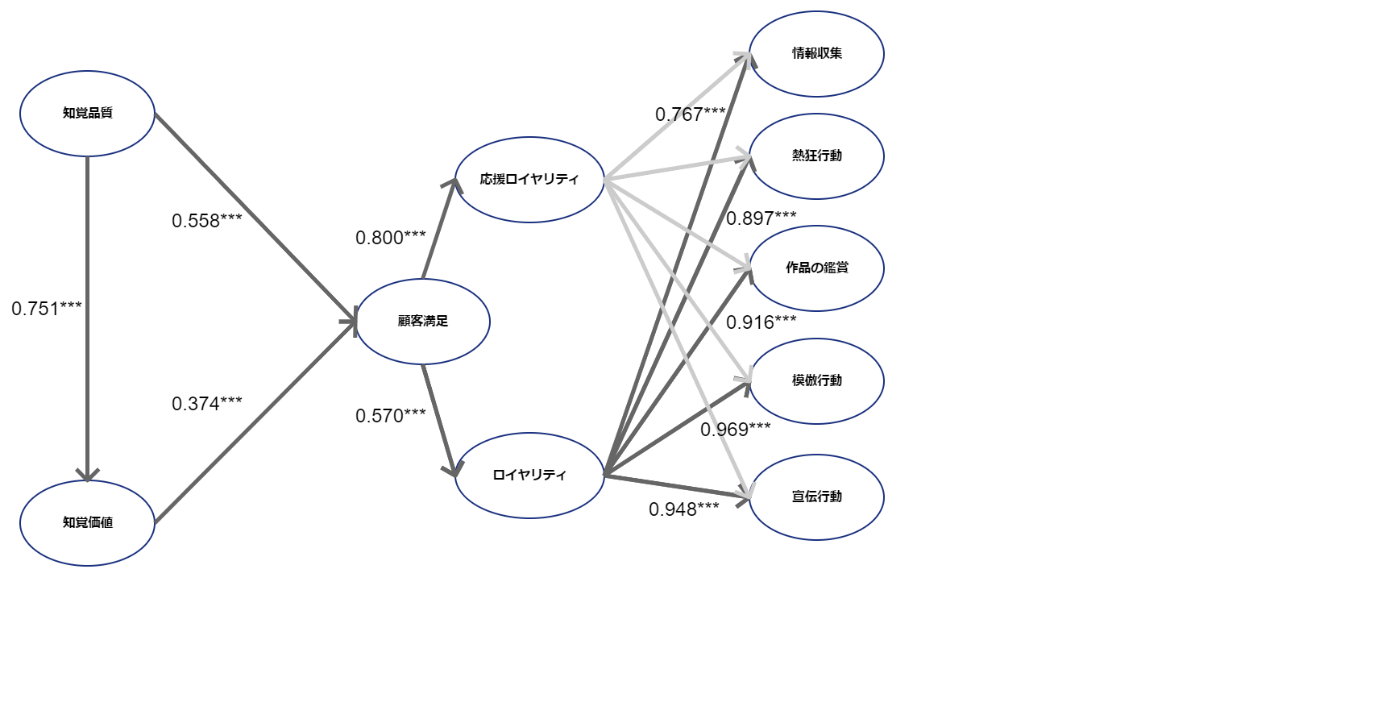 情報収集
0.767***
知覚品質
熱狂行動
応援ロイヤリティ
0.558***
0.897***
0.800***
作品の鑑賞
0.751***
顧客満足
0.916***
模倣行動
0.374***
0.570***
0.969***
ロイヤリティ
宣伝行動
0.948***
知覚価値